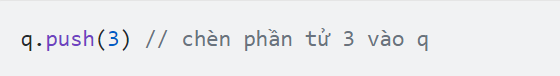 q.push(3) // chèn phần tử 3 vào q